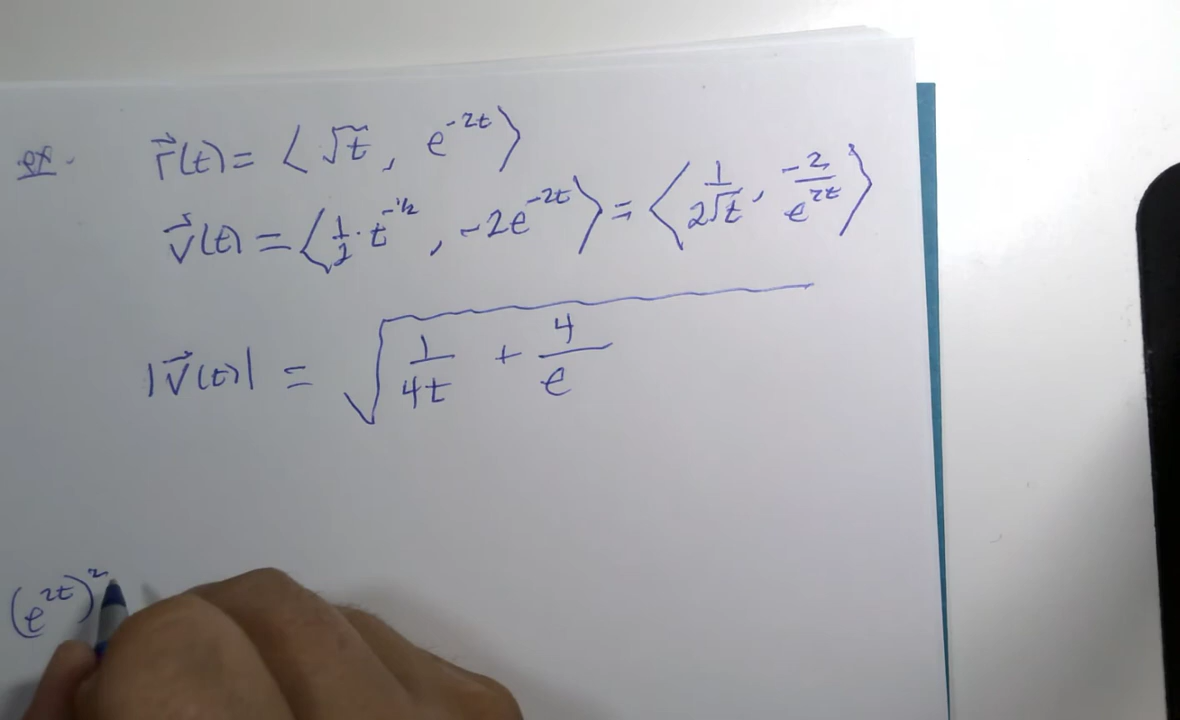 ex. r⃗(t) = ⟨ √t, e^{-2t} ⟩
v⃗(t) = ⟨ 1/2 · t^{-1/2}, -2e^{-2t} ⟩ = ⟨ 1/(2√t), -2/e^{2t} ⟩
|v⃗(t)| = √(1/(4t) + 4/e)
(e^{2t})^2